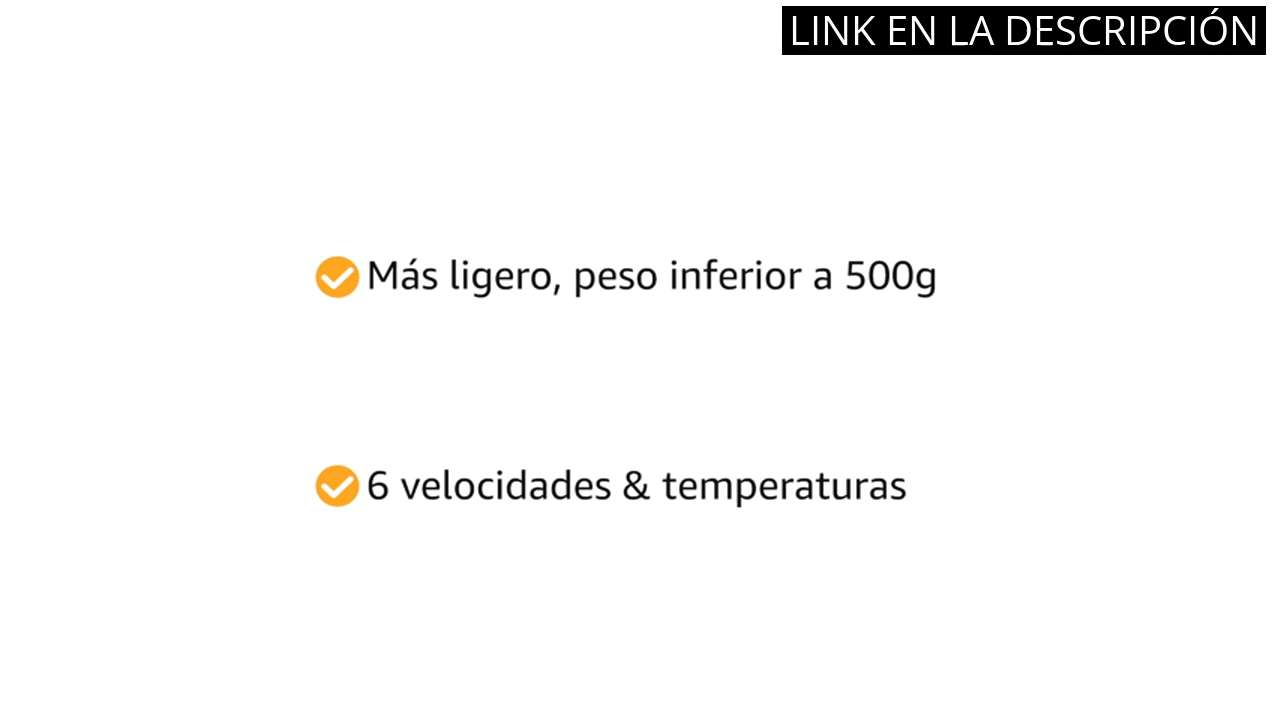 LINK EN LA DESCRIPCIÓN
Más ligero, peso inferior a 500g
6 velocidades & temperaturas